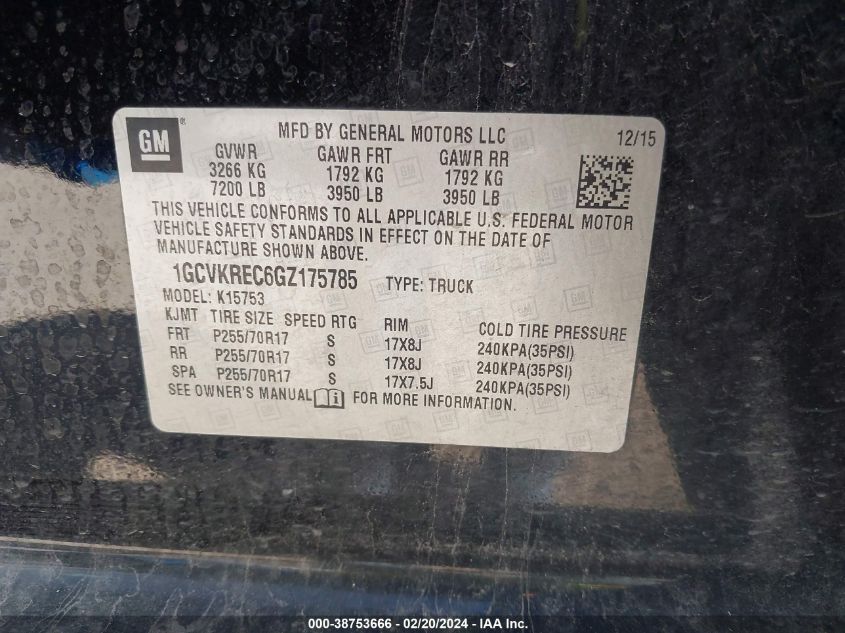 GM
®
MFD BY GENERAL MOTORS LLC
12/15
GVWR GAWR FRT GAWR RR
3266 KG 1792 KG 1792 KG
7200 LB 3950 LB 3950 LB
THIS VEHICLE CONFORMS TO ALL APPLICABLE U.S. FEDERAL MOTOR
VEHICLE SAFETY STANDARDS IN EFFECT ON THE DATE OF
MANUFACTURE SHOWN ABOVE.
1GCVKREC6GZ175785 TYPE: TRUCK
MODEL: K15753
KJMT TIRE SIZE SPEED RTG RIM COLD TIRE PRESSURE
FRT P255/70R17 S 17X8J 240KPA(35PSI)
RR P255/70R17 S 17X8J 240KPA(35PSI)
SPA P255/70R17 S 17X7.5J 240KPA(35PSI)
SEE OWNER'S MANUAL i FOR MORE INFORMATION.
000-38753666 - 02/20/2024 - IAA, Inc.